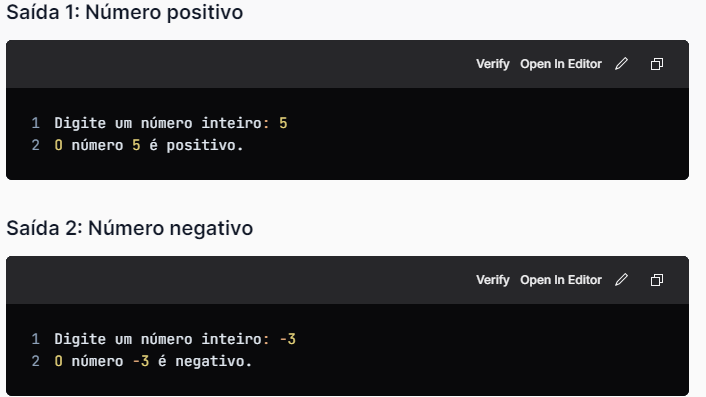 Saída 1: Número positivo
Verify Open In Editor
1 Digite um número inteiro: 5
2 O número 5 é positivo.
Saída 2: Número negativo
Verify Open In Editor
1 Digite um número inteiro: -3
2 O número -3 é negativo.